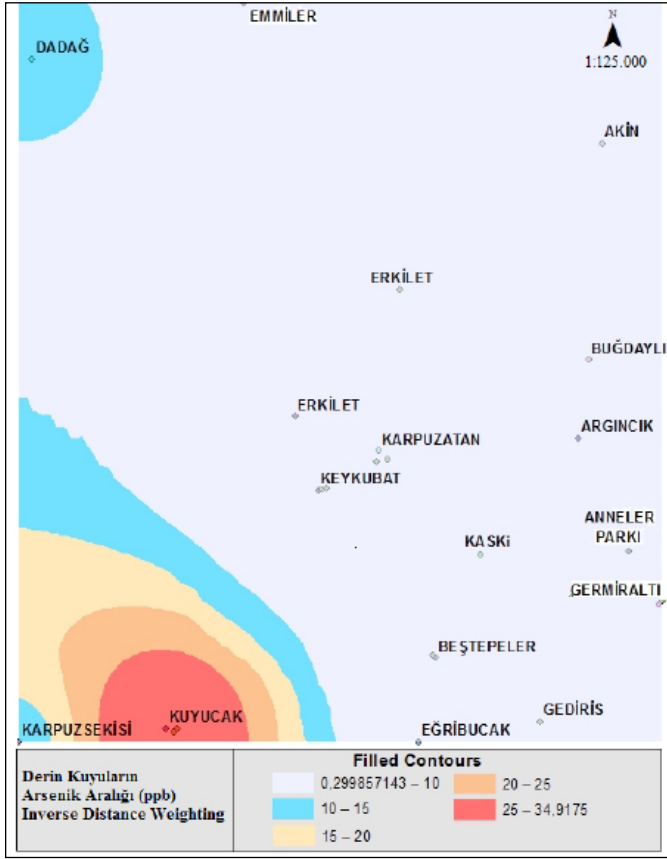 EMMİLER
N
DADAĞ
1:125.000
AKİN
ERKİLET
BUĞDAYLI
ERKİLET
ARGINCIK
KARPUZATAN
KEYKUBAT
ANNELER
PARKI
KASKİ
GERMİRALTI
BEŞTEPELER
GEDİRİS
KUYUCAK
KARPUZSEKİSİ
EĞRİBUCAK
Derin Kuyuların
Arsenik Aralığı (ppb)
Inverse Distance Weighting
Filled Contours
0,299857143 – 10
10 – 15
15 – 20
20 – 25
25 – 34,9175